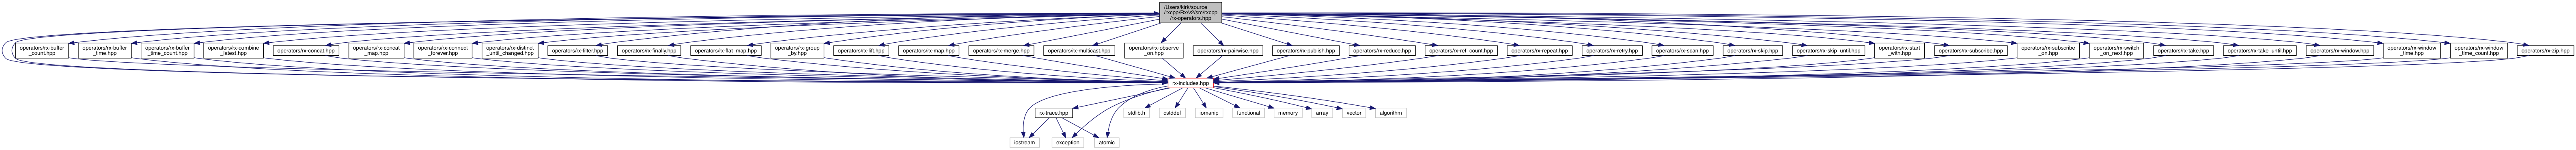 /Users/kirk/source
/rxcpp/Rx/v2/src/rxcpp
/rx-operators.hpp
operators/rx-buffer
_count.hpp
operators/rx-buffer
_time.hpp
operators/rx-buffer
_time_count.hpp
operators/rx-combine
_latest.hpp
operators/rx-concat.hpp
operators/rx-concat
_map.hpp
operators/rx-connect
_forever.hpp
operators/rx-distinct
_until_changed.hpp
operators/rx-filter.hpp
operators/rx-finally.hpp
operators/rx-flat_map.hpp
operators/rx-group
_by.hpp
operators/rx-lift.hpp
operators/rx-map.hpp
operators/rx-merge.hpp
operators/rx-multicast.hpp
operators/rx-observe
_on.hpp
operators/rx-pairwise.hpp
operators/rx-publish.hpp
operators/rx-reduce.hpp
operators/rx-ref_count.hpp
operators/rx-repeat.hpp
operators/rx-retry.hpp
operators/rx-scan.hpp
operators/rx-skip.hpp
operators/rx-skip_until.hpp
operators/rx-start
_with.hpp
operators/rx-subscribe.hpp
operators/rx-subscribe
_on.hpp
operators/rx-switch
_on_next.hpp
operators/rx-take.hpp
operators/rx-take_until.hpp
operators/rx-window.hpp
operators/rx-window
_time.hpp
operators/rx-window
_time_count.hpp
operators/rx-zip.hpp
rx-includes.hpp
rx-trace.hpp
stdlib.h
cstddef
iomanip
functional
memory
array
vector
algorithm
iostream
exception
atomic